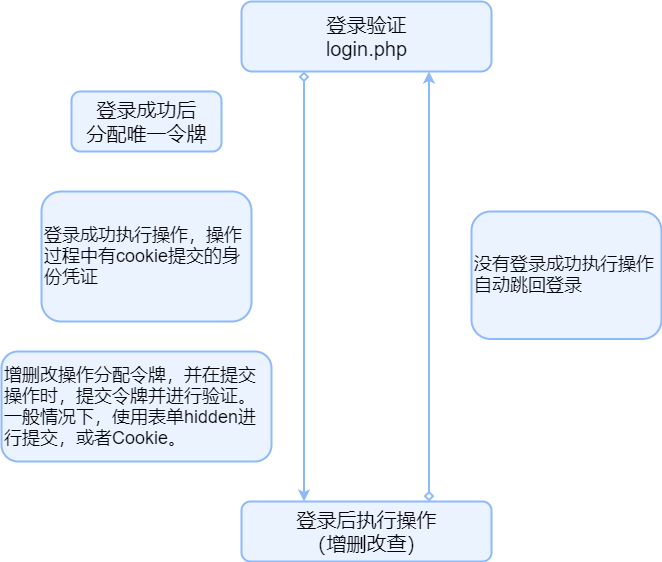 登录验证
login.php
登录成功后
分配唯一令牌
登录成功执行操作，操作
过程中有cookie提交的身
份凭证
没有登录成功执行操作
自动跳回登录
增删改操作分配令牌，并在提交
操作时，提交令牌并进行验证。
一般情况下，使用表单hidden进
行提交，或者Cookie。
登录后执行操作
（增删改查）